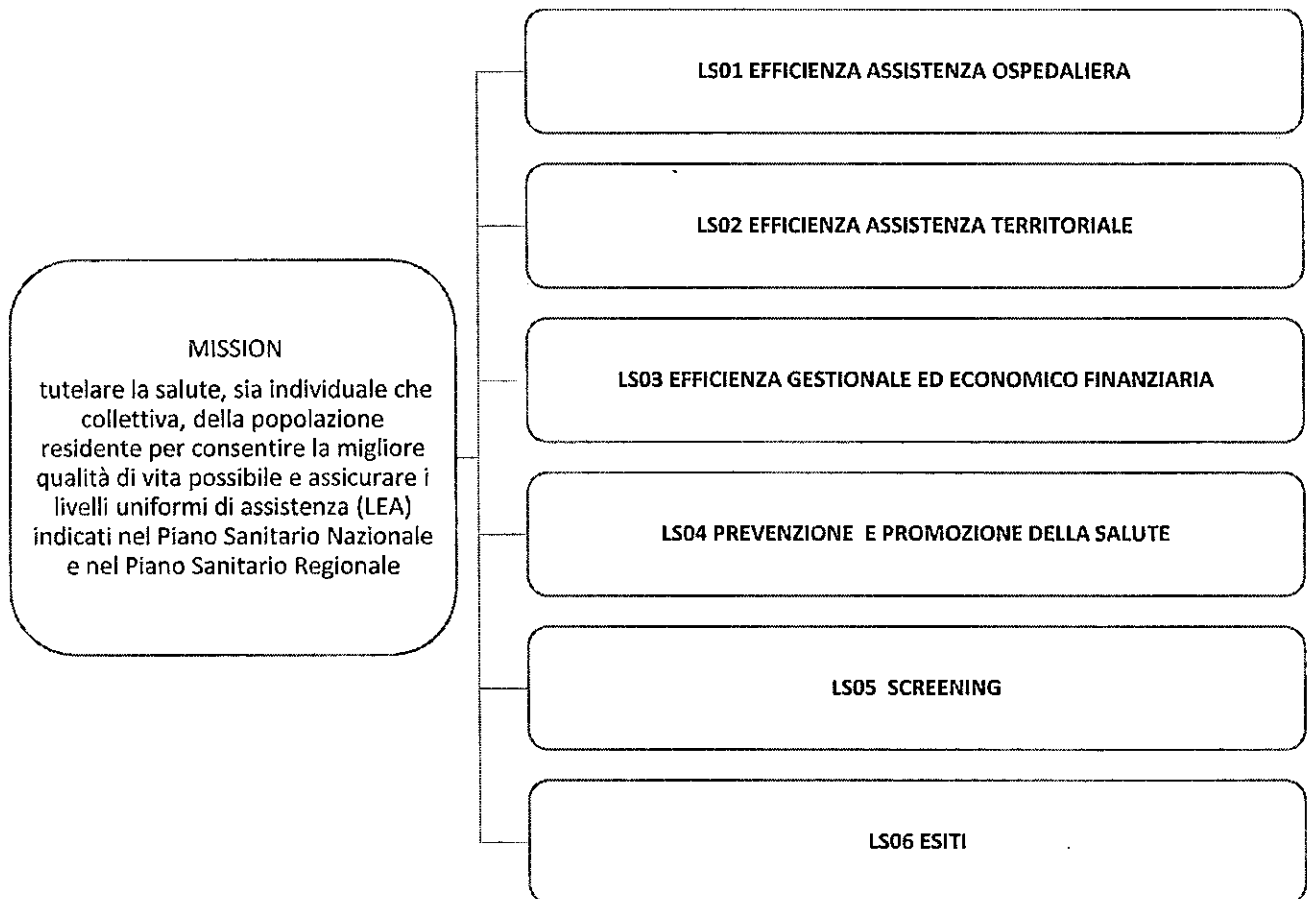 LS01 EFFICIENZA ASSISTENZA OSPEDALIERA
LS02 EFFICIENZA ASSISTENZA TERRITORIALE
MISSION
tutelare la salute, sia individuale che
collettiva, della popolazione
residente per consentire la migliore
qualità di vita possibile e assicurare i
livelli uniformi di assistenza (LEA)
indicati nel Piano Sanitario Nazionale
e nel Piano Sanitario Regionale
LS03 EFFICIENZA GESTIONALE ED ECONOMICO FINANZIARIA
LS04 PREVENZIONE E PROMOZIONE DELLA SALUTE
LS05 SCREENING
LS06 ESITI